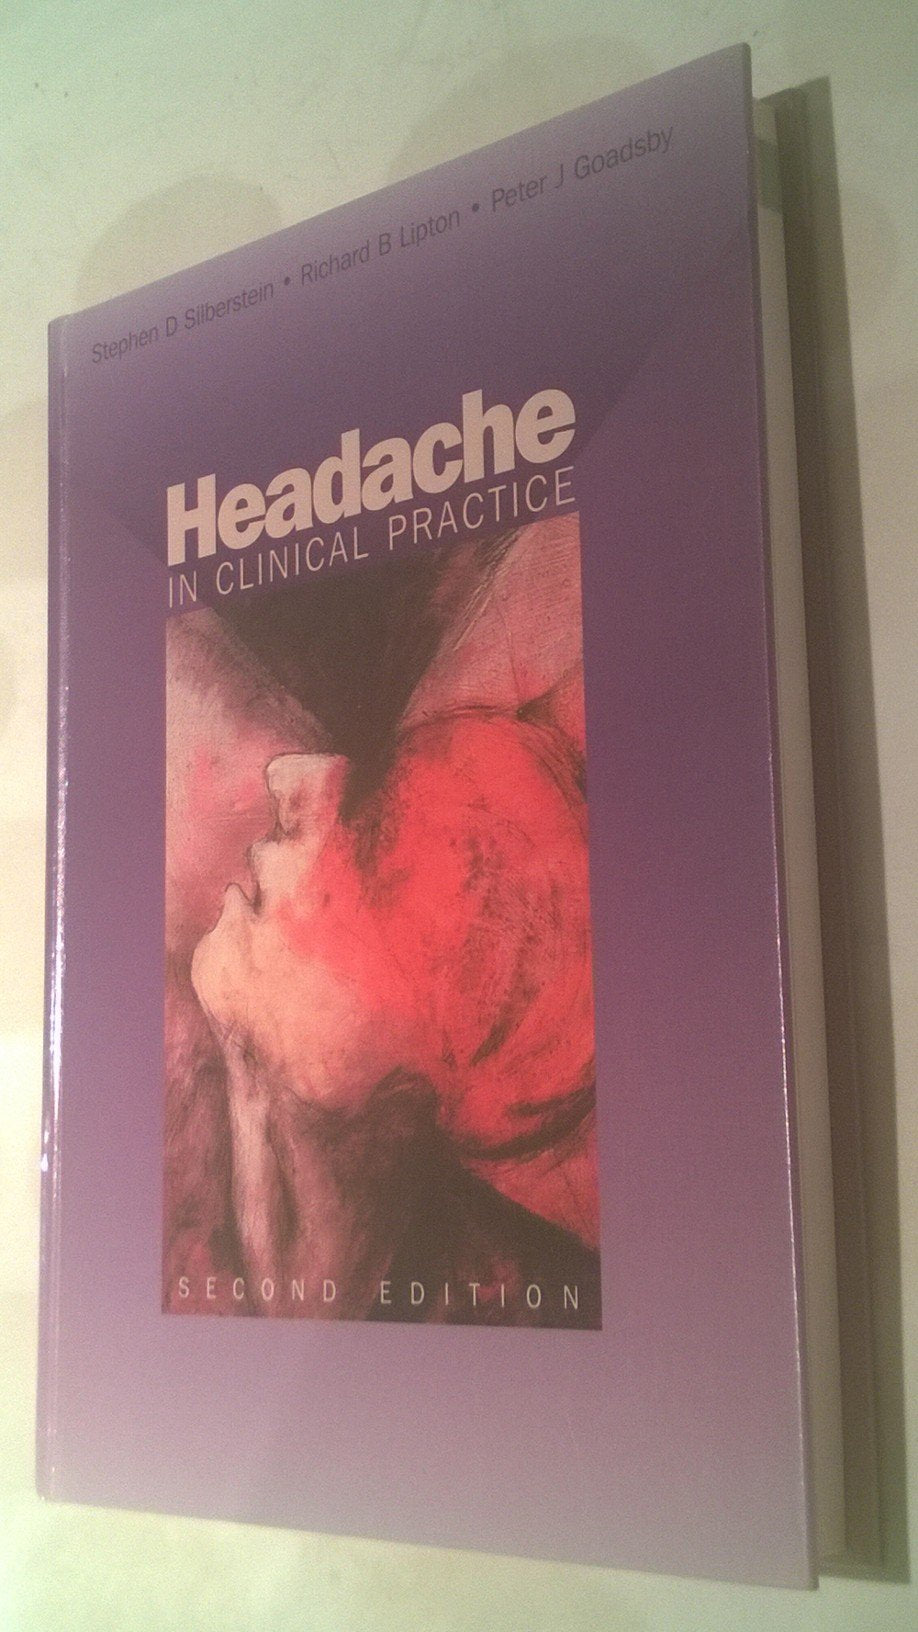 Stephen D Silberstein • Richard B Lipton • Peter J Goadsby
Headache
IN CLINICAL PRACTICE
SECOND EDITION